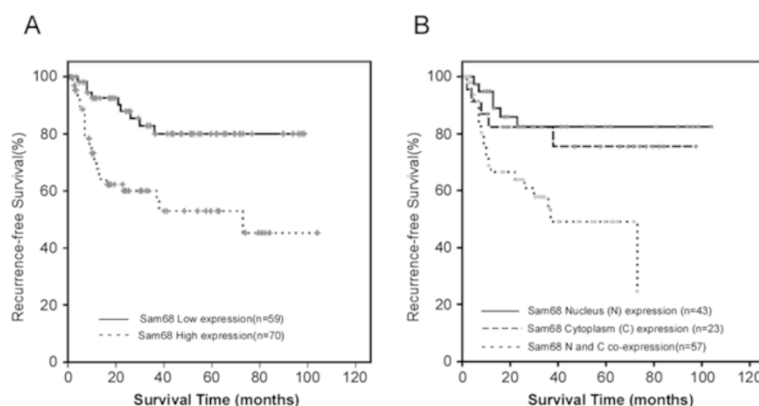 A
Recurrence-free Survival(%)
100
80
60
40
20
0
Sam68 Low expression(n=59)
Sam68 High expression(n=70)
0 20 40 60 80 100 120
Survival Time (months)
B
Recurrence-free Survival(%)
100
80
60
40
20
0
Sam68 Nucleus (N) expression (n=43)
Sam68 Cytoplasm (C) expression (n=23)
Sam68 N and C co-expression(n=57)
0 20 40 60 80 100 120
Survival Time (months)